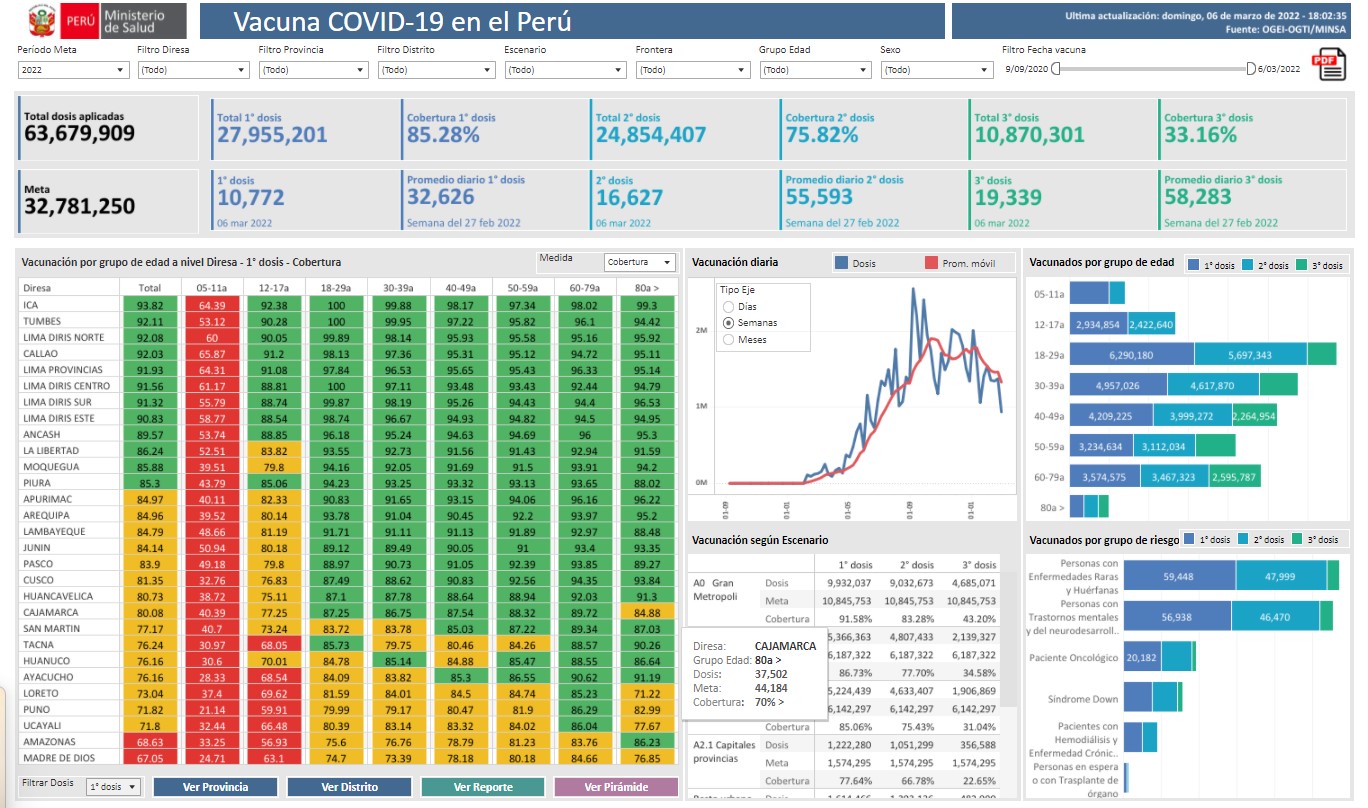 PERÚ Ministerio de Salud
Vacuna COVID-19 en el Perú
Ultima actualización: domingo, 06 de marzo de 2022 - 18:02:35
Fuente: OGEI-OGTI/MINSA
Período Meta Filtro Diresa Filtro Provincia Filtro Distrito Escenario Frontera Grupo Edad Sexo Filtro Fecha vacuna
2022 (Todo) (Todo) (Todo) (Todo) (Todo) (Todo) (Todo) 9/09/2020 6/03/2022
PDF
Total dosis aplicadas Total 1° dosis Cobertura 1° dosis Total 2° dosis Cobertura 2° dosis Total 3° dosis Cobertura 3° dosis
63,679,909 27,955,201 85.28% 24,854,407 75.82% 10,870,301 33.16%
Meta 1° dosis Promedio diario 1° dosis 2° dosis Promedio diario 2° dosis 3° dosis Promedio diario 3° dosis
32,781,250 10,772 32,626 16,627 55,593 19,339 58,283
06 mar 2022 Semana del 27 feb 2022 06 mar 2022 Semana del 27 feb 2022 06 mar 2022 Semana del 27 feb 2022
Vacunación por grupo de edad a nivel Diresa - 1° dosis - Cobertura
Medida Cobertura
Diresa Total 05-11a 12-17a 18-29a 30-39a 40-49a 50-59a 60-79a 80a >
ICA 93.82 64.39 92.38 100 99.88 98.17 97.34 98.02 99.3
TUMBES 92.11 53.12 90.28 100 99.95 97.22 95.82 96.1 94.42
LIMA DIRIS NORTE 92.08 60 90.05 99.89 98.14 95.93 95.58 95.16 95.92
CALLAO 92.03 65.87 91.2 98.13 97.36 95.31 95.12 94.72 95.11
LIMA PROVINCIAS 91.93 64.31 91.08 97.84 96.53 95.65 95.43 96.33 95.14
LIMA DIRIS CENTRO 91.56 61.17 88.81 100 97.11 93.48 93.43 92.44 94.79
LIMA DIRIS SUR 91.32 55.79 88.74 99.87 98.19 95.26 94.43 94.4 96.53
LIMA DIRIS ESTE 90.83 58.77 88.54 98.74 96.67 94.93 94.82 94.5 94.95
ANCASH 89.57 53.74 88.85 96.18 95.24 94.63 94.69 96 95.3
LA LIBERTAD 86.24 52.51 83.82 93.55 92.73 91.56 91.43 92.94 91.59
MOQUEGUA 85.88 39.51 79.8 94.16 92.05 91.69 91.5 93.91 94.2
PIURA 85.3 43.79 85.06 94.23 93.25 93.32 93.13 93.65 88.02
APURIMAC 84.97 40.11 82.33 90.83 91.65 93.15 94.06 96.16 96.22
AREQUIPA 84.96 39.52 80.14 93.78 91.04 90.45 92.2 93.97 95.2
LAMBAYEQUE 84.79 48.66 81.19 91.71 91.11 91.13 91.89 92.97 88.48
JUNIN 84.14 50.94 80.18 89.12 89.49 90.05 91 93.4 93.35
PASCO 83.9 49.18 79.8 88.97 90.73 91.05 92.39 93.85 89.27
CUSCO 81.35 32.76 76.83 87.49 88.62 90.83 92.56 94.35 93.84
HUANCAVELICA 80.73 38.72 75.11 87.1 87.78 88.64 88.94 92.03 91.3
CAJAMARCA 80.08 40.39 77.25 87.25 86.75 87.54 88.32 89.72 84.88
SAN MARTIN 77.17 40.7 73.24 83.72 83.78 85.03 87.22 89.34 87.03
TACNA 76.24 30.97 68.05 85.73 79.75 80.46 84.26 88.57 90.26
HUANUCO 76.16 30.6 70.01 84.78 85.14 84.88 85.47 88.55 86.64
AYACUCHO 76.16 28.33 68.54 84.09 83.82 85.3 86.55 90.62 91.19
LORETO 73.04 37.4 69.62 81.59 84.01 84.5 84.74 85.23 71.22
PUNO 71.82 21.14 59.91 79.99 79.17 80.47 81.9 86.29 82.99
UCAYALI 71.8 32.44 66.48 80.39 83.14 83.32 84.02 86.04 77.67
AMAZONAS 68.63 33.25 56.93 75.6 76.76 78.79 81.23 83.76 86.23
MADRE DE DIOS 67.05 24.71 63.1 74.7 73.39 78.18 80.18 84.66 76.85
Filtrar Dosis 1° dosis Ver Provincia Ver Distrito Ver Reporte Ver Pirámide
Vacunación diaria Dosis Prom. móvil
Tipo Eje
Días
Semanas
Meses
2M
1M
0M
01-09 01-01 01-05 01-09 01-01
Vacunación según Escenario
1° dosis 2° dosis 3° dosis
A0 Gran Metropoli Dosis 9,932,037 9,032,673 4,685,071
Meta 10,845,753 10,845,753 10,845,753
Cobertura 91.58% 83.28% 43.20%
5,366,363 4,807,433 2,139,327
6,187,322 6,187,322 6,187,322
86.73% 77.70% 34.58%
5,224,439 4,633,407 1,906,869
6,142,297 6,142,297 6,142,297
Cobertura 85.06% 75.43% 31.04%
A2.1 Capitales provincias Dosis 1,222,280 1,051,299 356,588
Meta 1,574,295 1,574,295 1,574,295
Cobertura 77.64% 66.78% 22.65%
Diresa: CAJAMARCA
Grupo Edad: 80a >
Dosis: 37,502
Meta: 44,184
Cobertura: 70% >
Vacunados por grupo de edad 1° dosis 2° dosis 3° dosis
05-11a
12-17a 2,934,854 2,422,640
18-29a 6,290,180 5,697,343
30-39a 4,957,026 4,617,870
40-49a 4,209,225 3,999,272 2,264,954
50-59a 3,234,634 3,112,034
60-79a 3,574,575 3,467,323 2,595,787
80a >
Vacunados por grupo de riesgo 1° dosis 2° dosis 3° dosis
Personas con
Enfermedades Raras
y Huérfanas
59,448 47,999
Personas con
Trastornos mentales
y del neurodesarroll..
56,938 46,470
Paciente Oncológico 20,182
Síndrome Down
Pacientes con
Hemodiálisis y
Enfermedad Crónic..
Personas en espera
o con Trasplante de
órgano